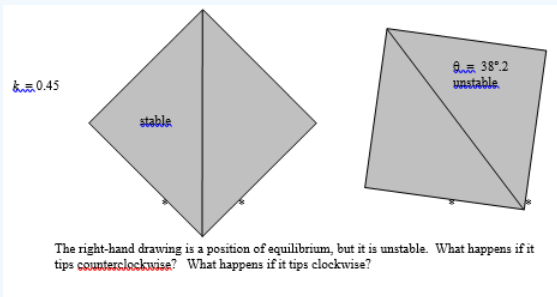 k = 0.45
stable
θ = 38°.2
unstable
The right-hand drawing is a position of equilibrium, but it is unstable. What happens if it
tips counterclockwise? What happens if it tips clockwise?